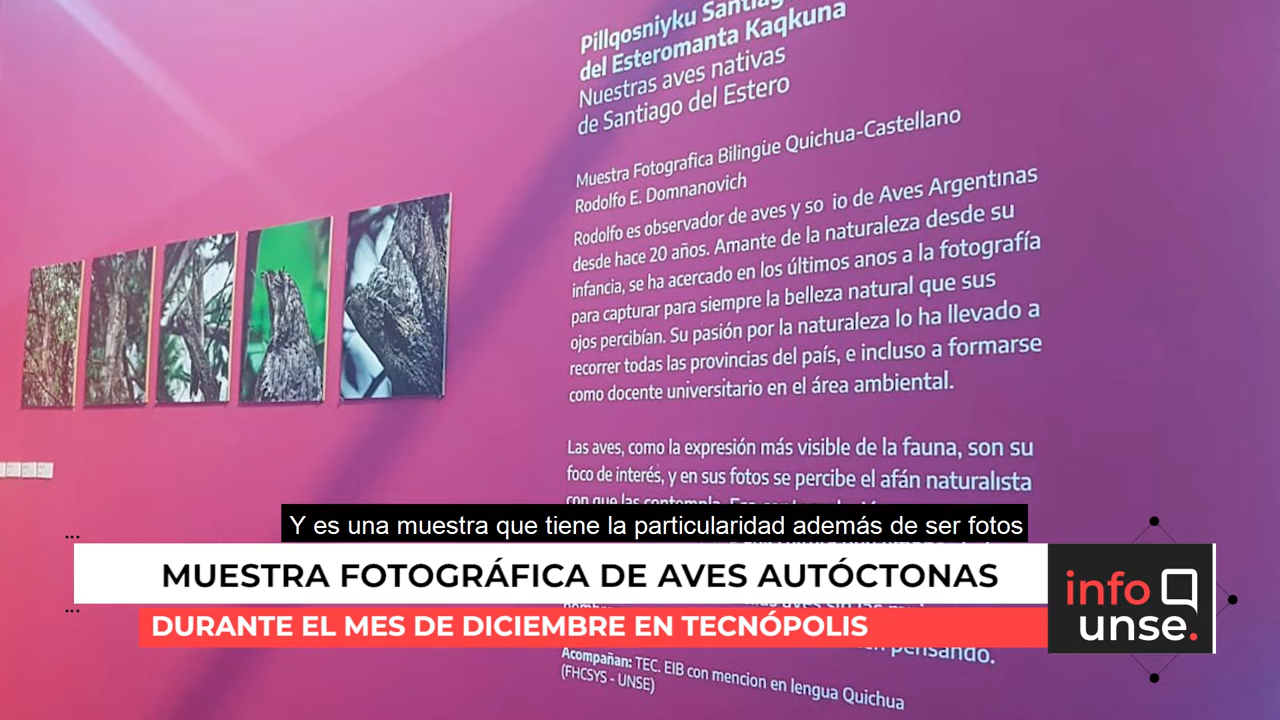 Pillqosniyku Santiag
del Esteromanta Kaqkuna
Nuestras aves nativas
de Santiago del Estero
Muestra Fotografica Bilingüe Quichua-Castellano
Rodolfo E. Domnanovich
Rodolfo es observador de aves y so io de Aves Argentinas
desde hace 20 años. Amante de la naturaleza desde su
infancia, se ha acercado en los últimos anos a la fotografía
para capturar para siempre la belleza natural que sus
ojos percibían. Su pasión por la naturaleza lo ha llevado a
recorrer todas las provincias del país, e incluso a formarse
como docente universitario en el área ambiental.
Las aves, como la expresión más visible de la fauna, son su
foco de interés, y en sus fotos se percibe el afán naturalista
con que las contempla.
Y es una muestra que tiene la particularidad además de ser fotos
MUESTRA FOTOGRÁFICA DE AVES AUTÓCTONAS
DURANTE EL MES DE DICIEMBRE EN TECNÓPOLIS
info
unse.
pensando.
Acompañan: TEC. EIB con mencion en lengua Quichua
(FHCSYS - UNSE)